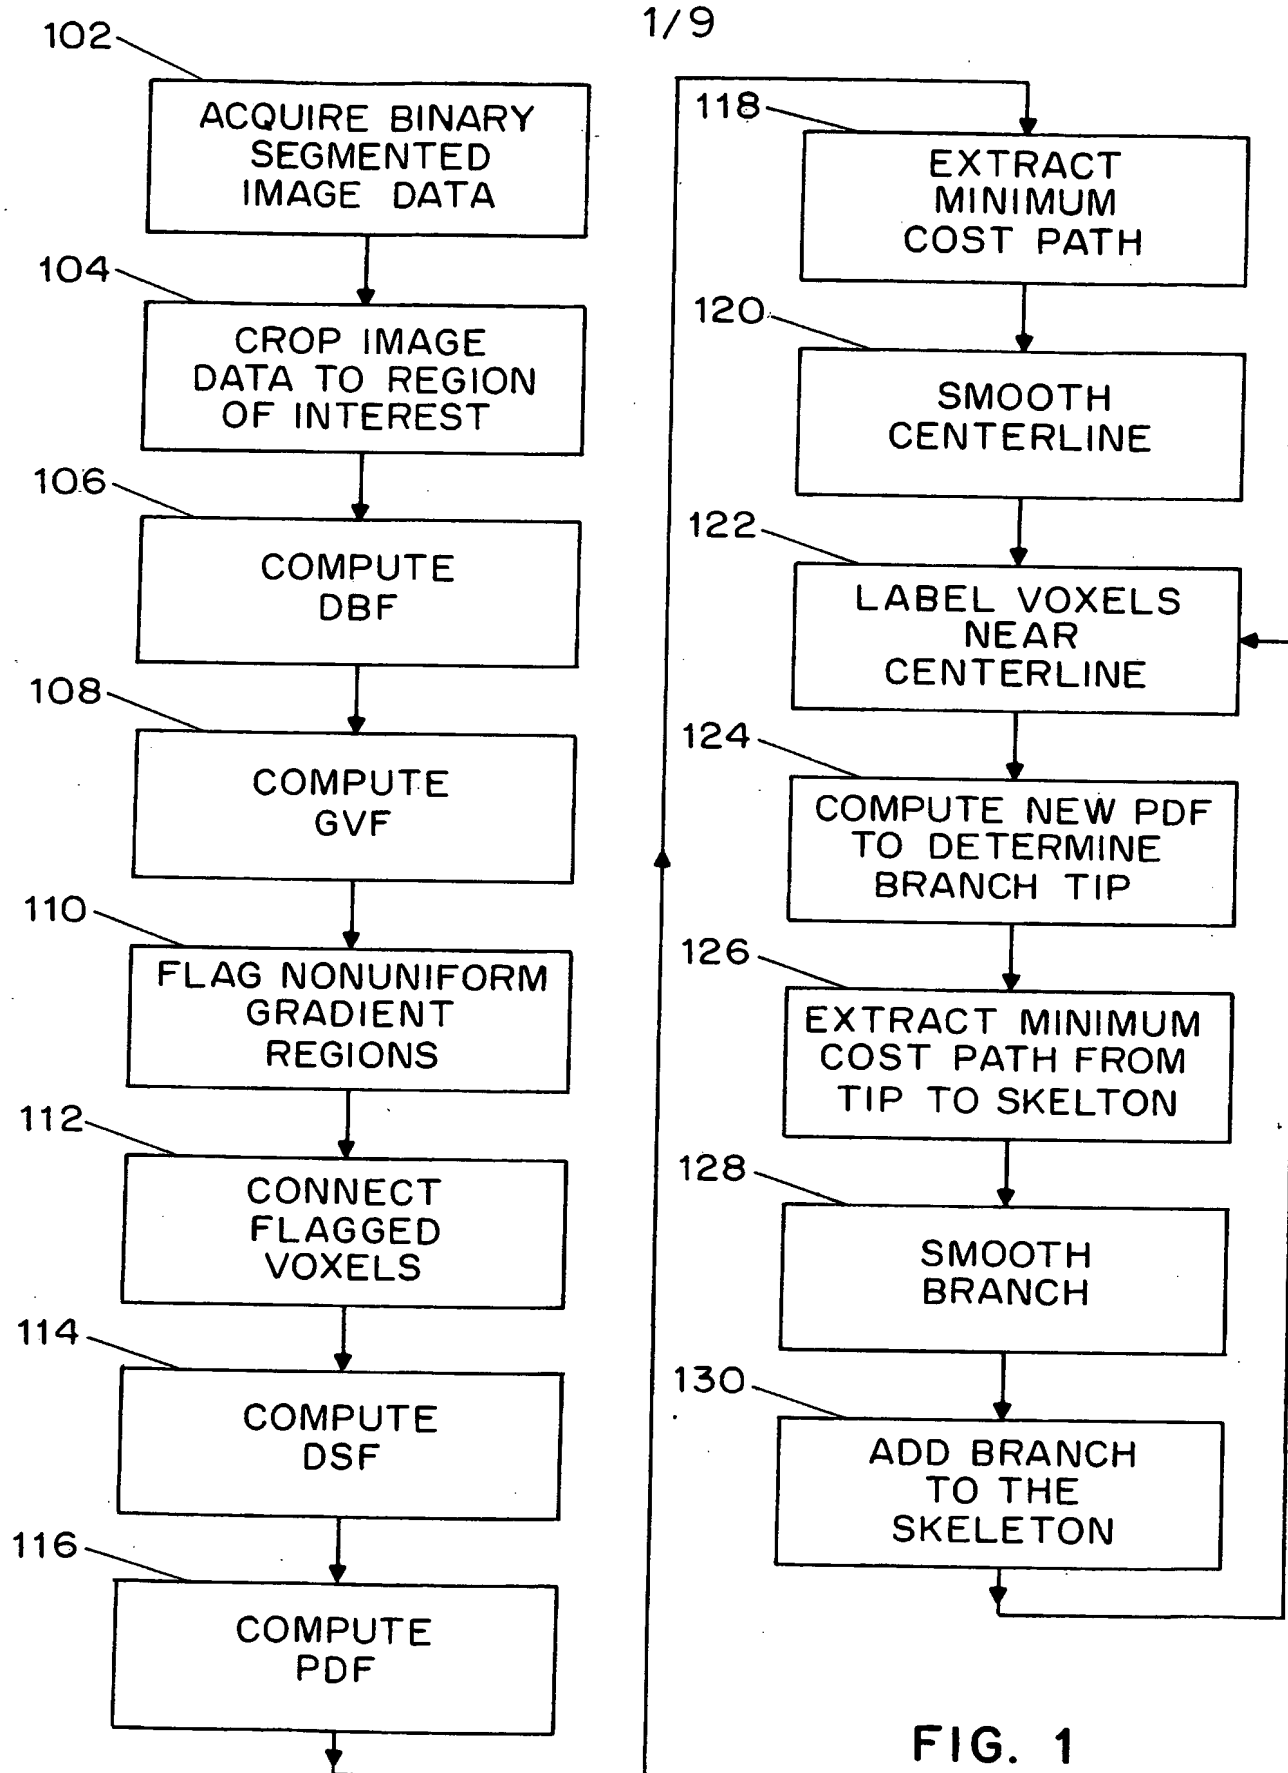 1/9
102
ACQUIRE BINARY
SEGMENTED
IMAGE DATA
104
CROP IMAGE
DATA TO REGION
OF INTEREST
106
COMPUTE
DBF
108
COMPUTE
GVF
110
FLAG NONUNIFORM
GRADIENT
REGIONS
112
CONNECT
FLAGGED
VOXELS
114
COMPUTE
DSF
116
COMPUTE
PDF
118
EXTRACT
MINIMUM
COST PATH
120
SMOOTH
CENTERLINE
122
LABEL VOXELS
NEAR
CENTERLINE
124
COMPUTE NEW PDF
TO DETERMINE
BRANCH TIP
126
EXTRACT MINIMUM
COST PATH FROM
TIP TO SKELTON
128
SMOOTH
BRANCH
130
ADD BRANCH
TO THE
SKELETON
FIG. 1